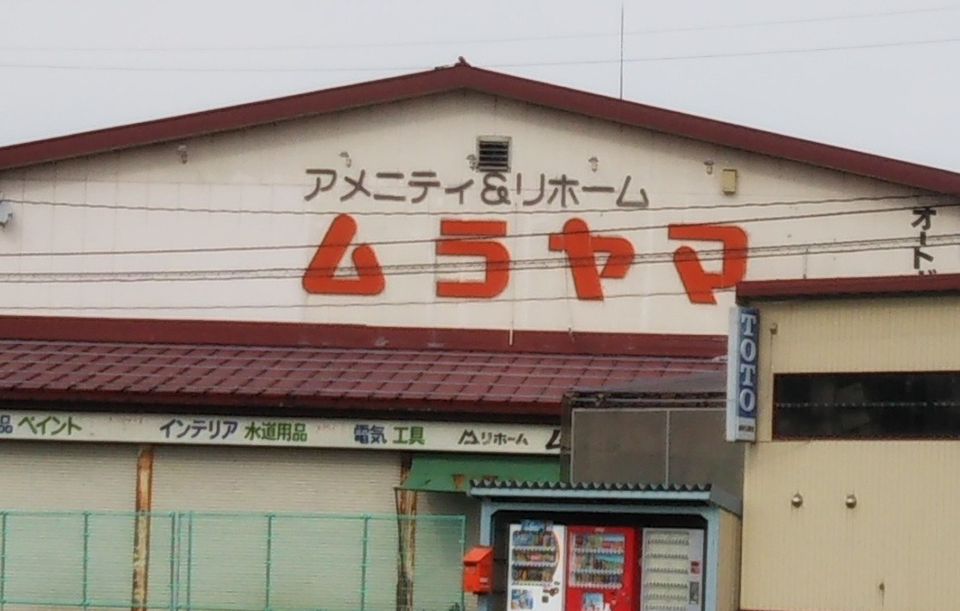 アメニティ&リホーム
ムラヤマ
オート
TOTO
品 ペイント インテリア 水道用品 電気 工具 リホーム